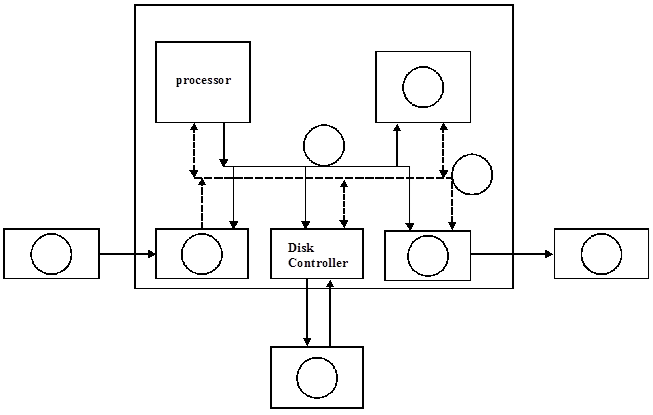 processor
Disk
Controller